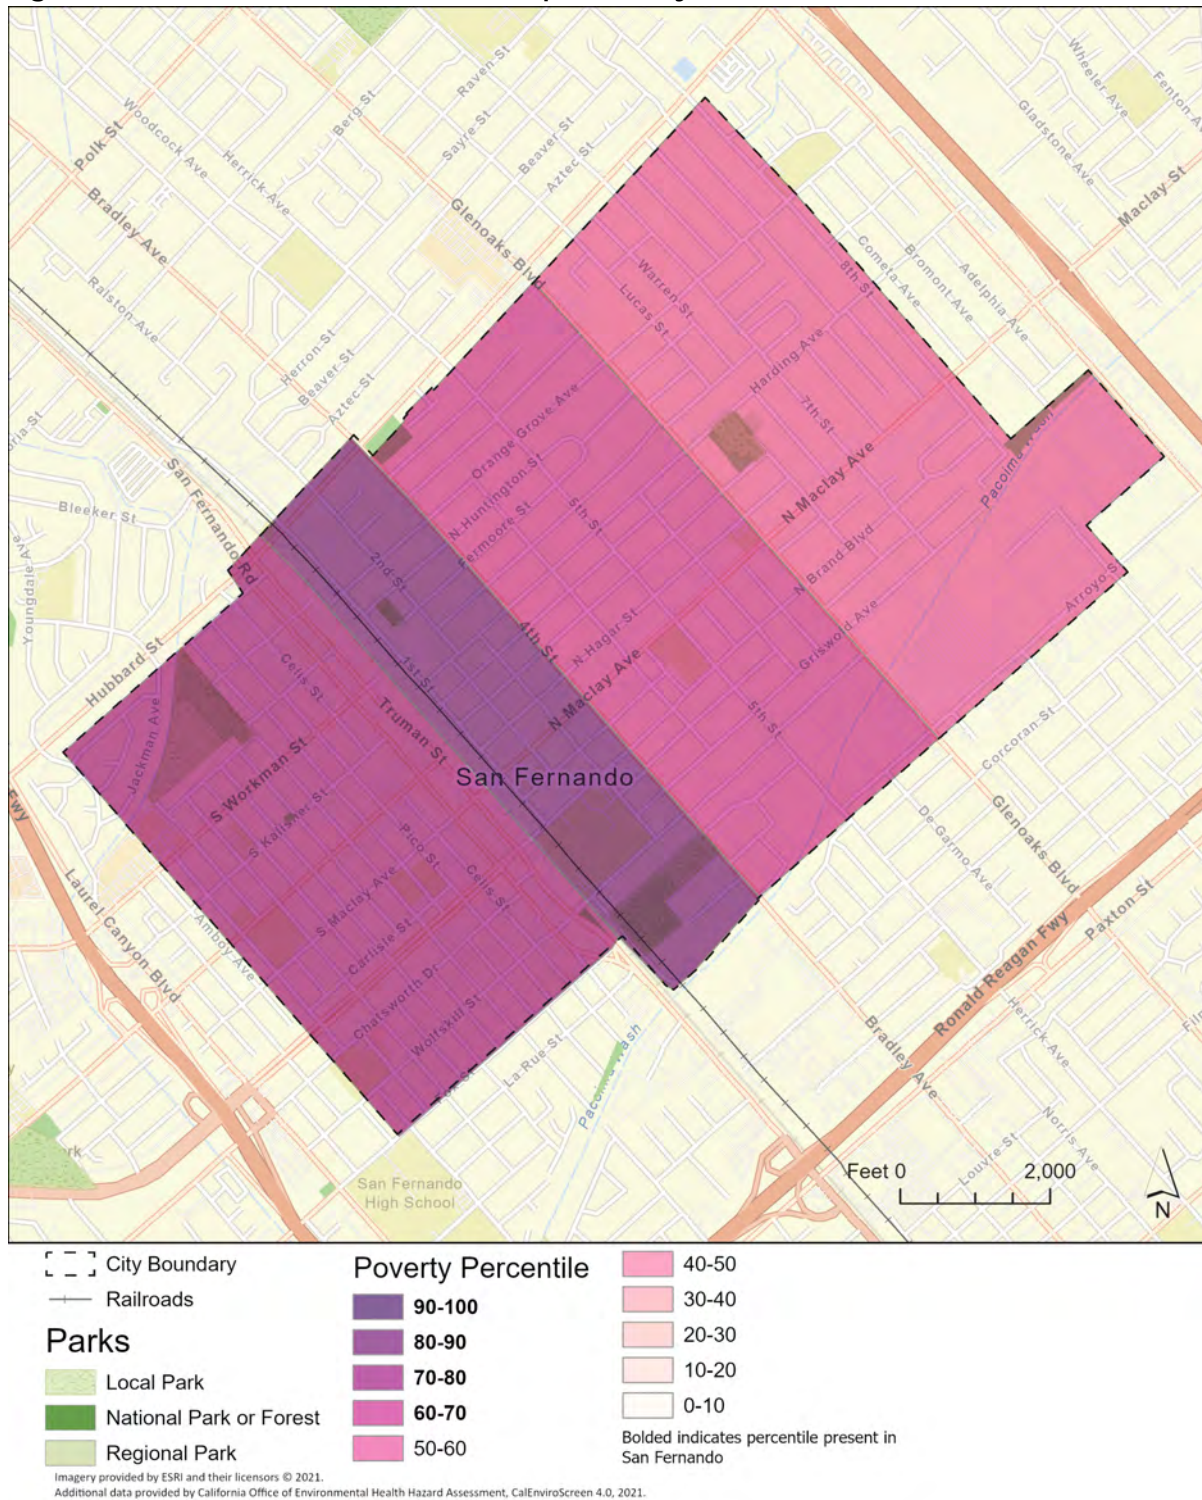 Raven St
Wheeler Ave
Fenton A
Berg St
Woodcock Ave
Sayre St
Beaver St
Gladstone Ave
Polk St
Herrick Ave
Aztec St
Maclay St
Bradley Ave
Glenoaks Blvd
Cometa Ave
Bromont Ave
Adelphia Ave
8th St
Warren St
Lucas St
Ralston Ave
Herron St
Beaver St
Aztec St
Harding Ave
7th St
Orange Grove Ave
N Maclay Ave
N Huntington St
5th St
San Fernando Rd
Bleeker St
Youngdale Ave
2nd St
N Brand Blvd
Arroyo S
4th St
N Hagar St
Griswold Ave
Hubbard St
1st St
Celis St
N Maclay Ave
Truman St
5th St
Jackman Ave
San Fernando
Corcoran St
S Workman St
Fwy
S Kalisher St
Pico St
Celis St
De Garmo Ave
Glenoaks Blvd
Laurel Canyon Blvd
S Maclay Ave
Amboy Ave
Carlisle St
Paxton St
Chatsworth Dr
Wolfskill St
Ronald Reagan Fwy
La Rue St
Pacoima Wash
Herrick Ave
Bradley Ave
Norris Ave
Louvre St
San Fernando
High School
Feet 0 2,000
N
City Boundary
Railroads
Parks
Local Park
National Park or Forest
Regional Park
Poverty Percentile
90-100
80-90
70-80
60-70
50-60
40-50
30-40
20-30
10-20
0-10
Bolded indicates percentile present in
San Fernando
Imagery provided by ESRI and their licensors © 2021.
Additional data provided by California Office of Environmental Health Hazard Assessment, CalEnviroScreen 4.0, 2021.